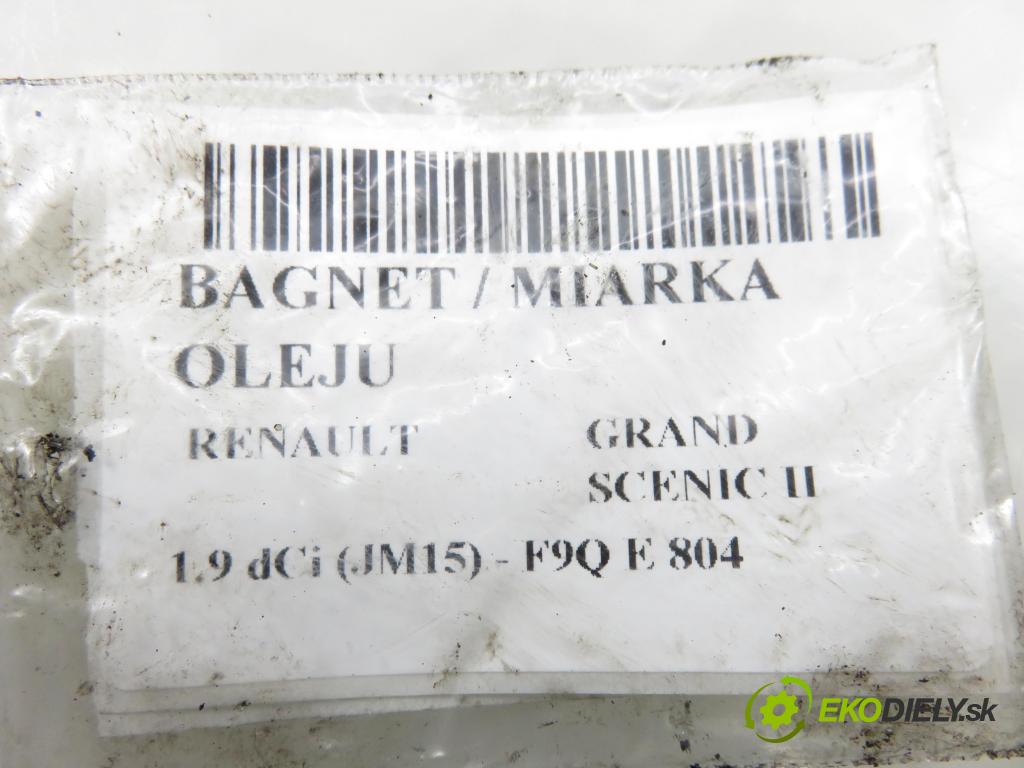 BAGNET / MIARKA
OLEJU
RENAULT GRAND
SCENIC II
1.9 dCi (JM15) - F9Q E 804
EKODIELY.sk